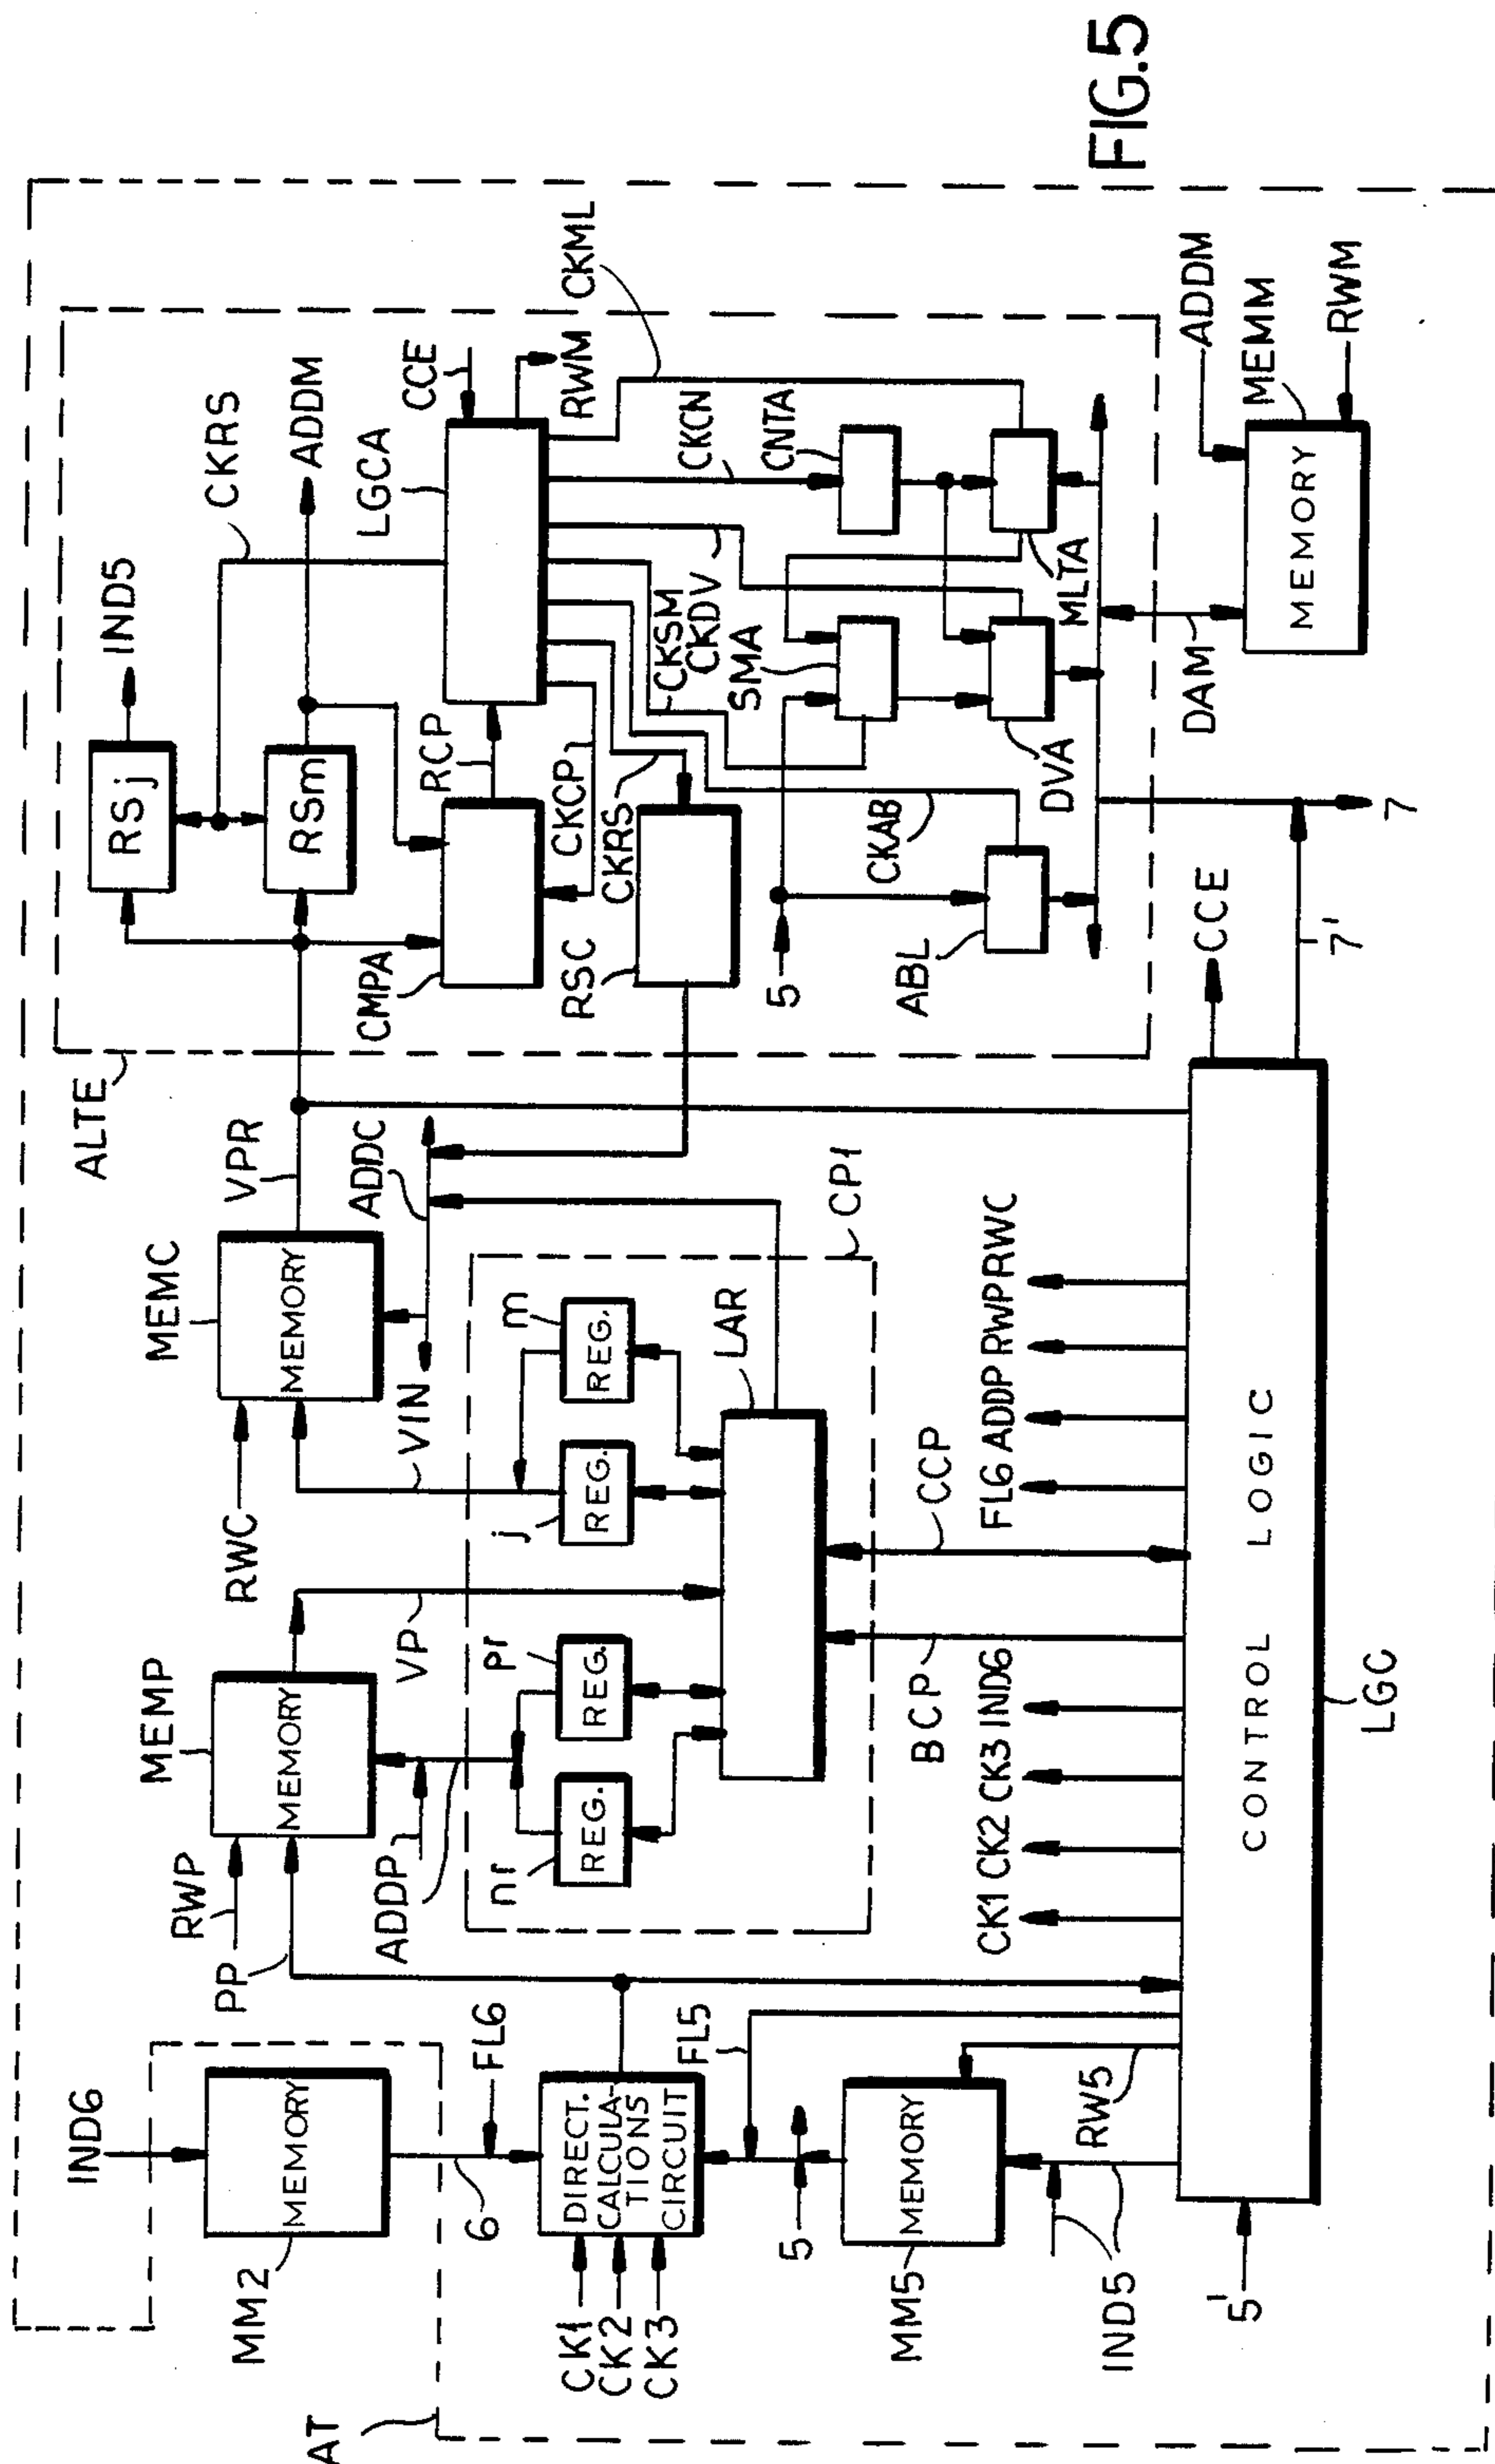 IND6
MM2
MEMORY
AT
6
FL6
CK1
CK2
CK3
DIRECT.
CALCULA-
TIONS
CIRCUIT
FL5
5
MM5
MEMORY
RW5
IND5
5'
PP
RWP
MEMP
MEMORY
ADDP
VP
RWC
MEMC
MEMORY
VIN
VPR
ADDC
nr
REG.
pr
REG.
j
REG.
m
REG.
LAR
CP1
BCP
CCP
CK1 CK2 CK3 IND6
FL6 ADDP RWP RWC
CONTROL LOGIC
LGC
CCE
7'
7
ALTE
RSj
IND5
CKRS
RSm
ADDM
CMPA
RCP
LGCA
CCE
RWM
CKCP
CKRS
RSC
CKSM
CKDV
CKCN
CKML
SMA
CNTA
5
CKAB
ABL
DVA
MLTA
DAM
ADDM
MEMM
MEMORY
RWM
FIG.5